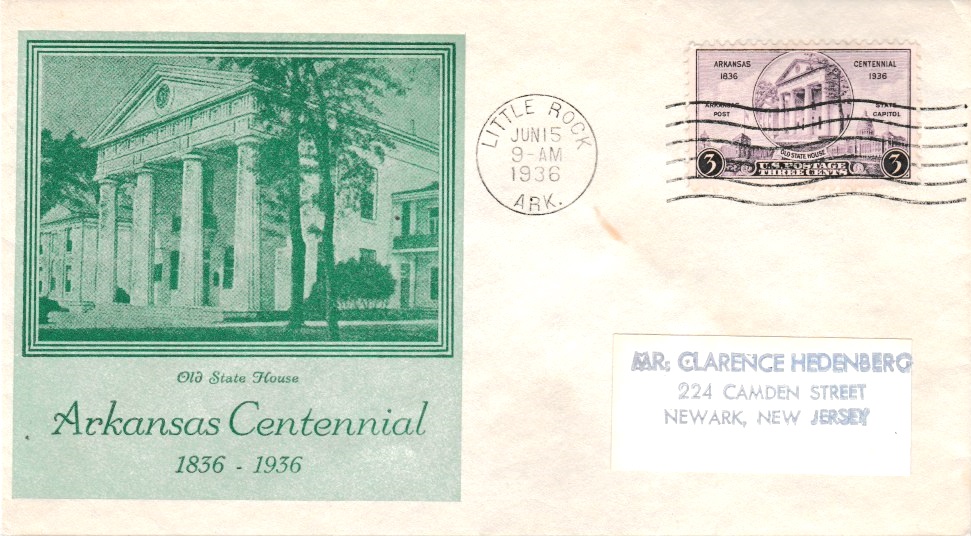 Old State House
Arkansas Centennial
1836 - 1936
LITTLE ROCK
JUN 15
9-AM
1936
ARK.
ARKANSAS
1836
CENTENNIAL
1936
ARKANSAS
POST
STATE
CAPITOL
OLD STATE HOUSE
3
U.S. POSTAGE
THREE CENTS
3
MR. CLARENCE HEDENBERG
224 CAMDEN STREET
NEWARK, NEW JERSEY